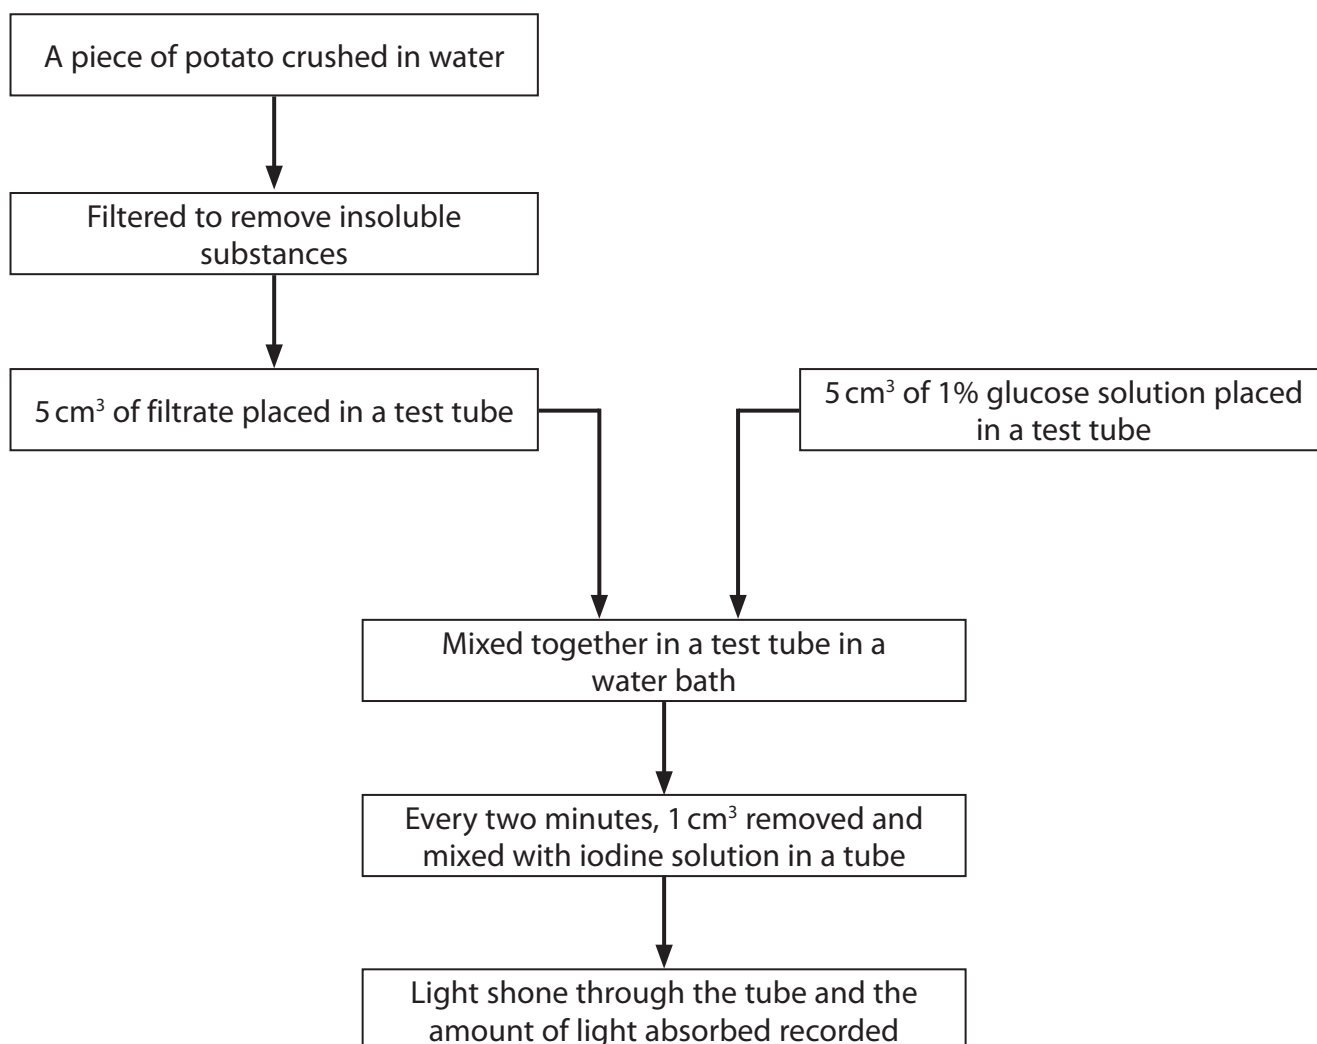 A piece of potato crushed in water
Filtered to remove insoluble
substances
5 cm³ of filtrate placed in a test tube
5 cm³ of 1% glucose solution placed
in a test tube
Mixed together in a test tube in a
water bath
Every two minutes, 1 cm³ removed and
mixed with iodine solution in a tube
Light shone through the tube and the
amount of light absorbed recorded